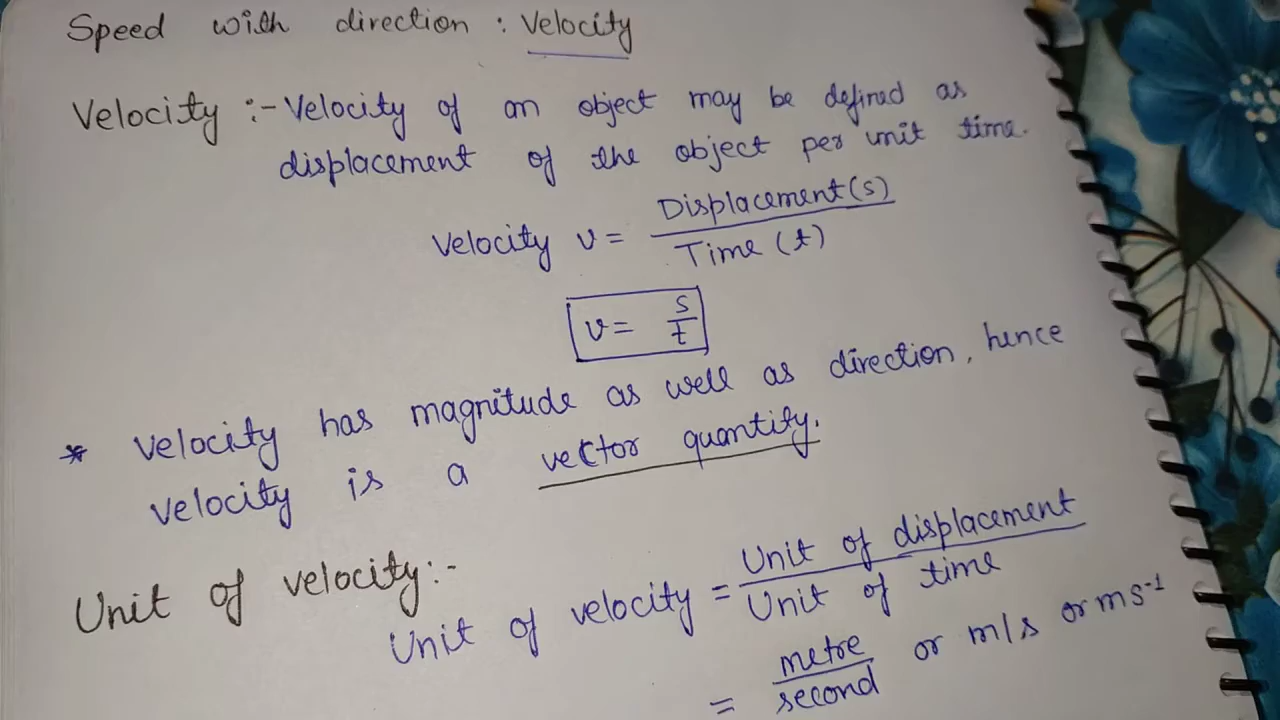 Speed with direction : Velocity
Velocity :- Velocity of an object may be defined as
displacement of the object per unit time.
Velocity v = Displacement(s)
Time (t)
v = s
t
* Velocity has magnitude as well as direction, hence
velocity is a vector quantity.
Unit of velocity :-
Unit of velocity = Unit of displacement
Unit of time
= metre
second or m/s or ms⁻¹